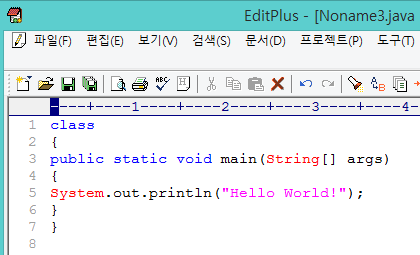 EditPlus - [Noname3.java
파일(F) 편집(E) 보기(V) 검색(S) 문서(D) 프로젝트(P) 도구(T)
ABC H A B
----+----1----+----2----+----3----+----4-
1 class
2 {
3 public static void main(String[] args)
4 {
5 System.out.println("Hello World!");
6 }
7 }
8